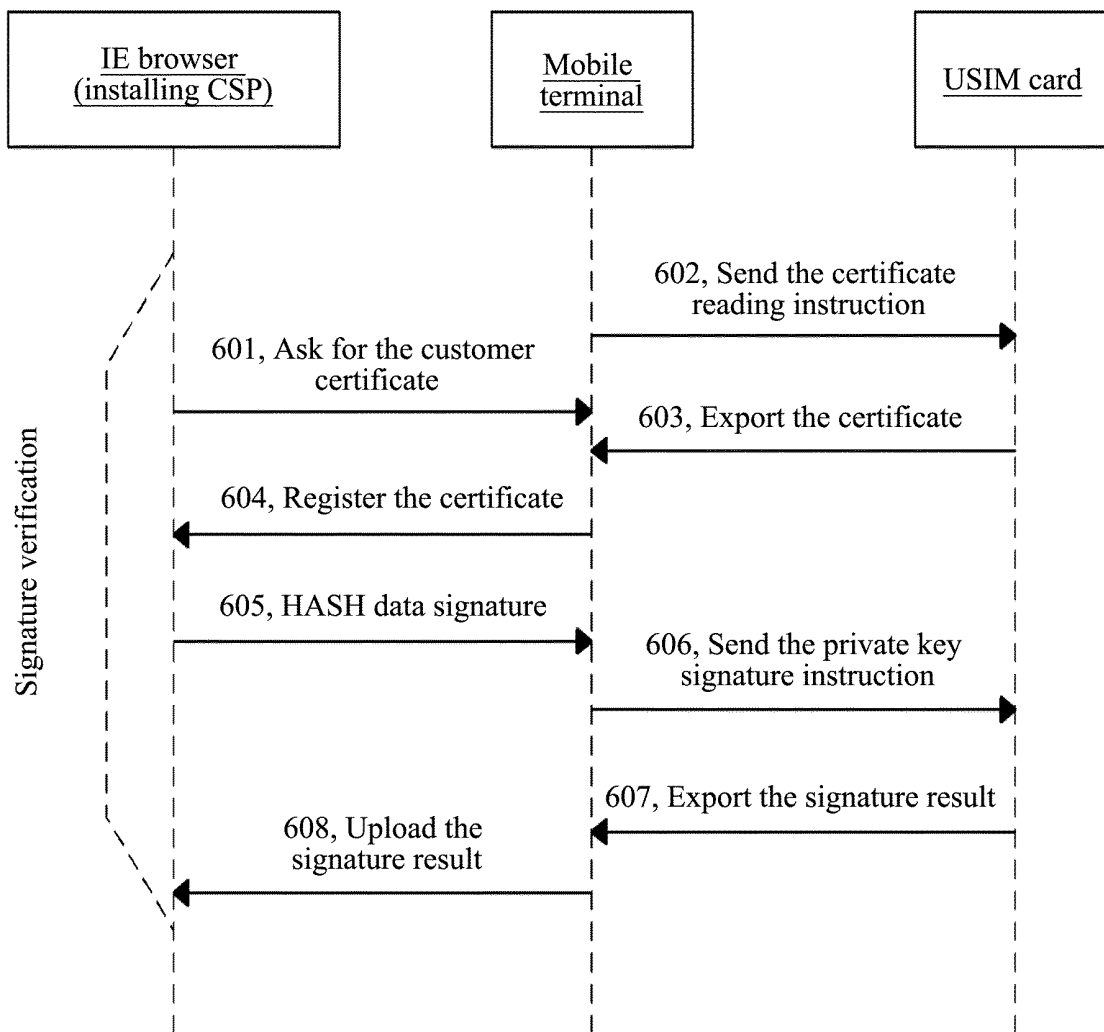 IE browser
(installing CSP)
Mobile
terminal
USIM card
602, Send the certificate
reading instruction
601, Ask for the customer
certificate
603, Export the certificate
604, Register the certificate
605, HASH data signature
606, Send the private key
signature instruction
607, Export the signature result
608, Upload the
signature result
Signature verification